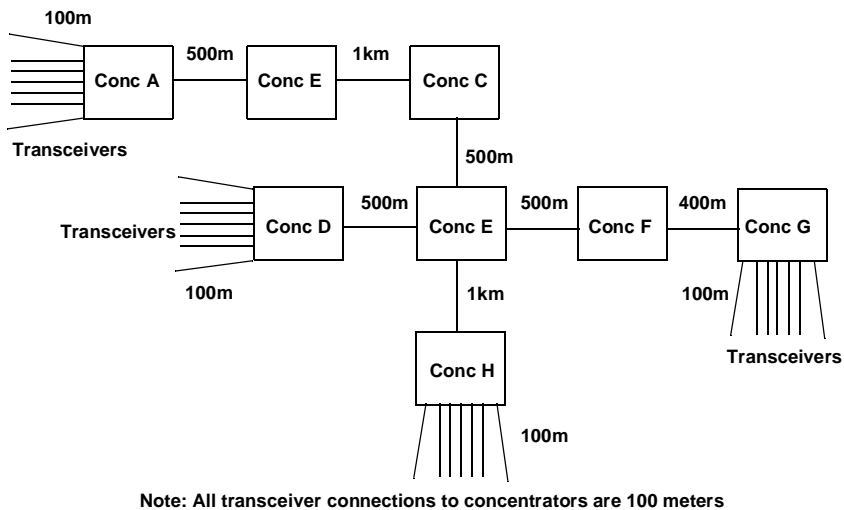 100m
500m
1km
Conc A
Conc E
Conc C
Transceivers
500m
500m
500m
400m
Transceivers
Conc D
Conc E
Conc F
Conc G
100m
1km
100m
Transceivers
Conc H
100m
Note: All transceiver connections to concentrators are 100 meters